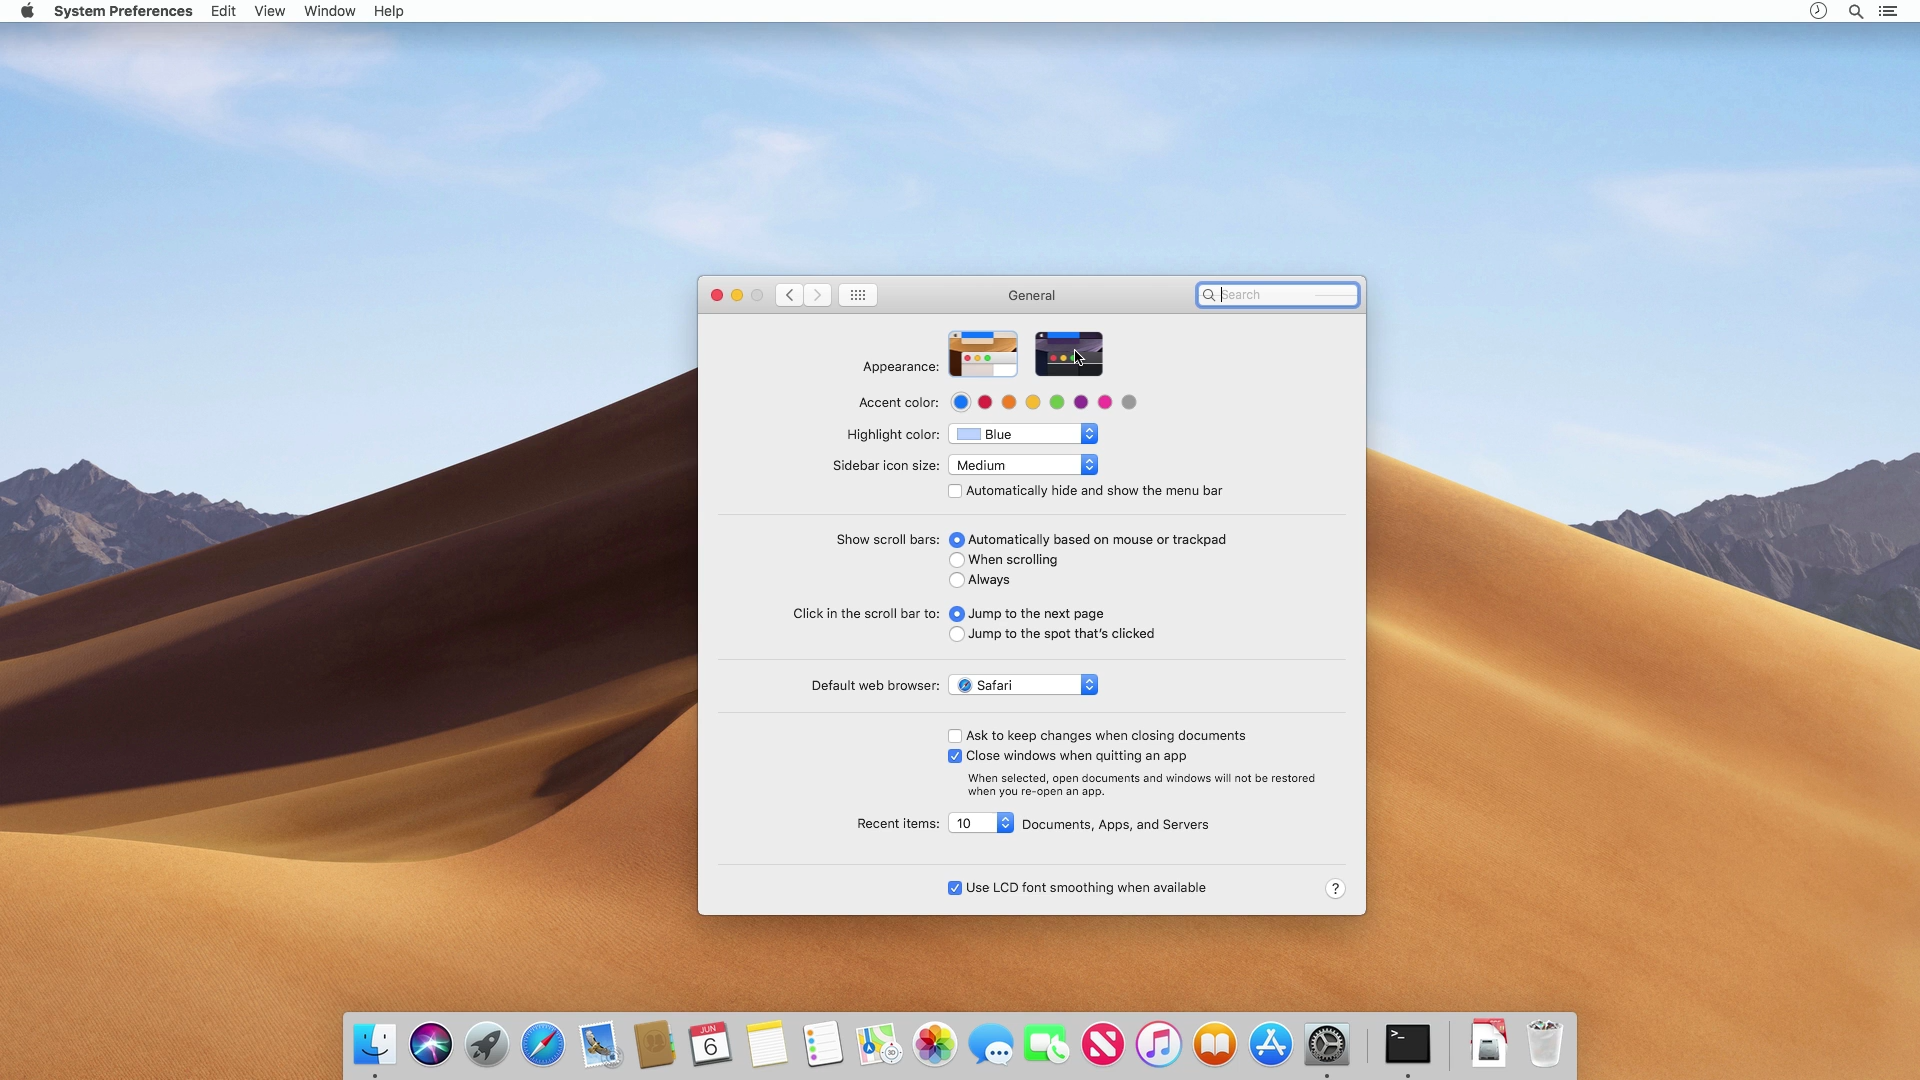 System Preferences Edit View Window Help
General
Search
Appearance:
Accent color:
Highlight color: Blue
Sidebar icon size: Medium
Automatically hide and show the menu bar
Show scroll bars: Automatically based on mouse or trackpad
When scrolling
Always
Click in the scroll bar to: Jump to the next page
Jump to the spot that's clicked
Default web browser: Safari
Ask to keep changes when closing documents
Close windows when quitting an app
When selected, open documents and windows will not be restored
when you re-open an app.
Recent items: 10 Documents, Apps, and Servers
Use LCD font smoothing when available
?
JUN
6
3D
>_